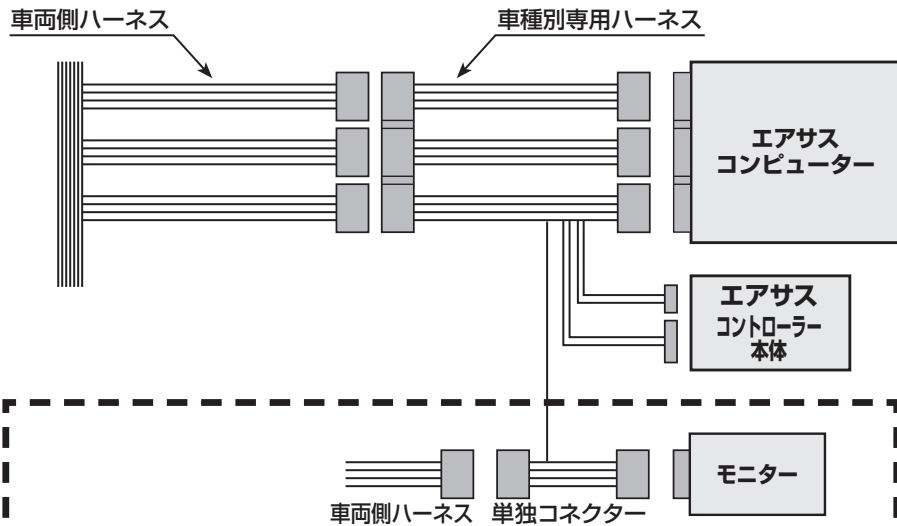 車両側ハーネス
車種別専用ハーネス
エアサス
コンピューター
エアサス
コントローラー
本体
モニター
車両側ハーネス
単独コネクター